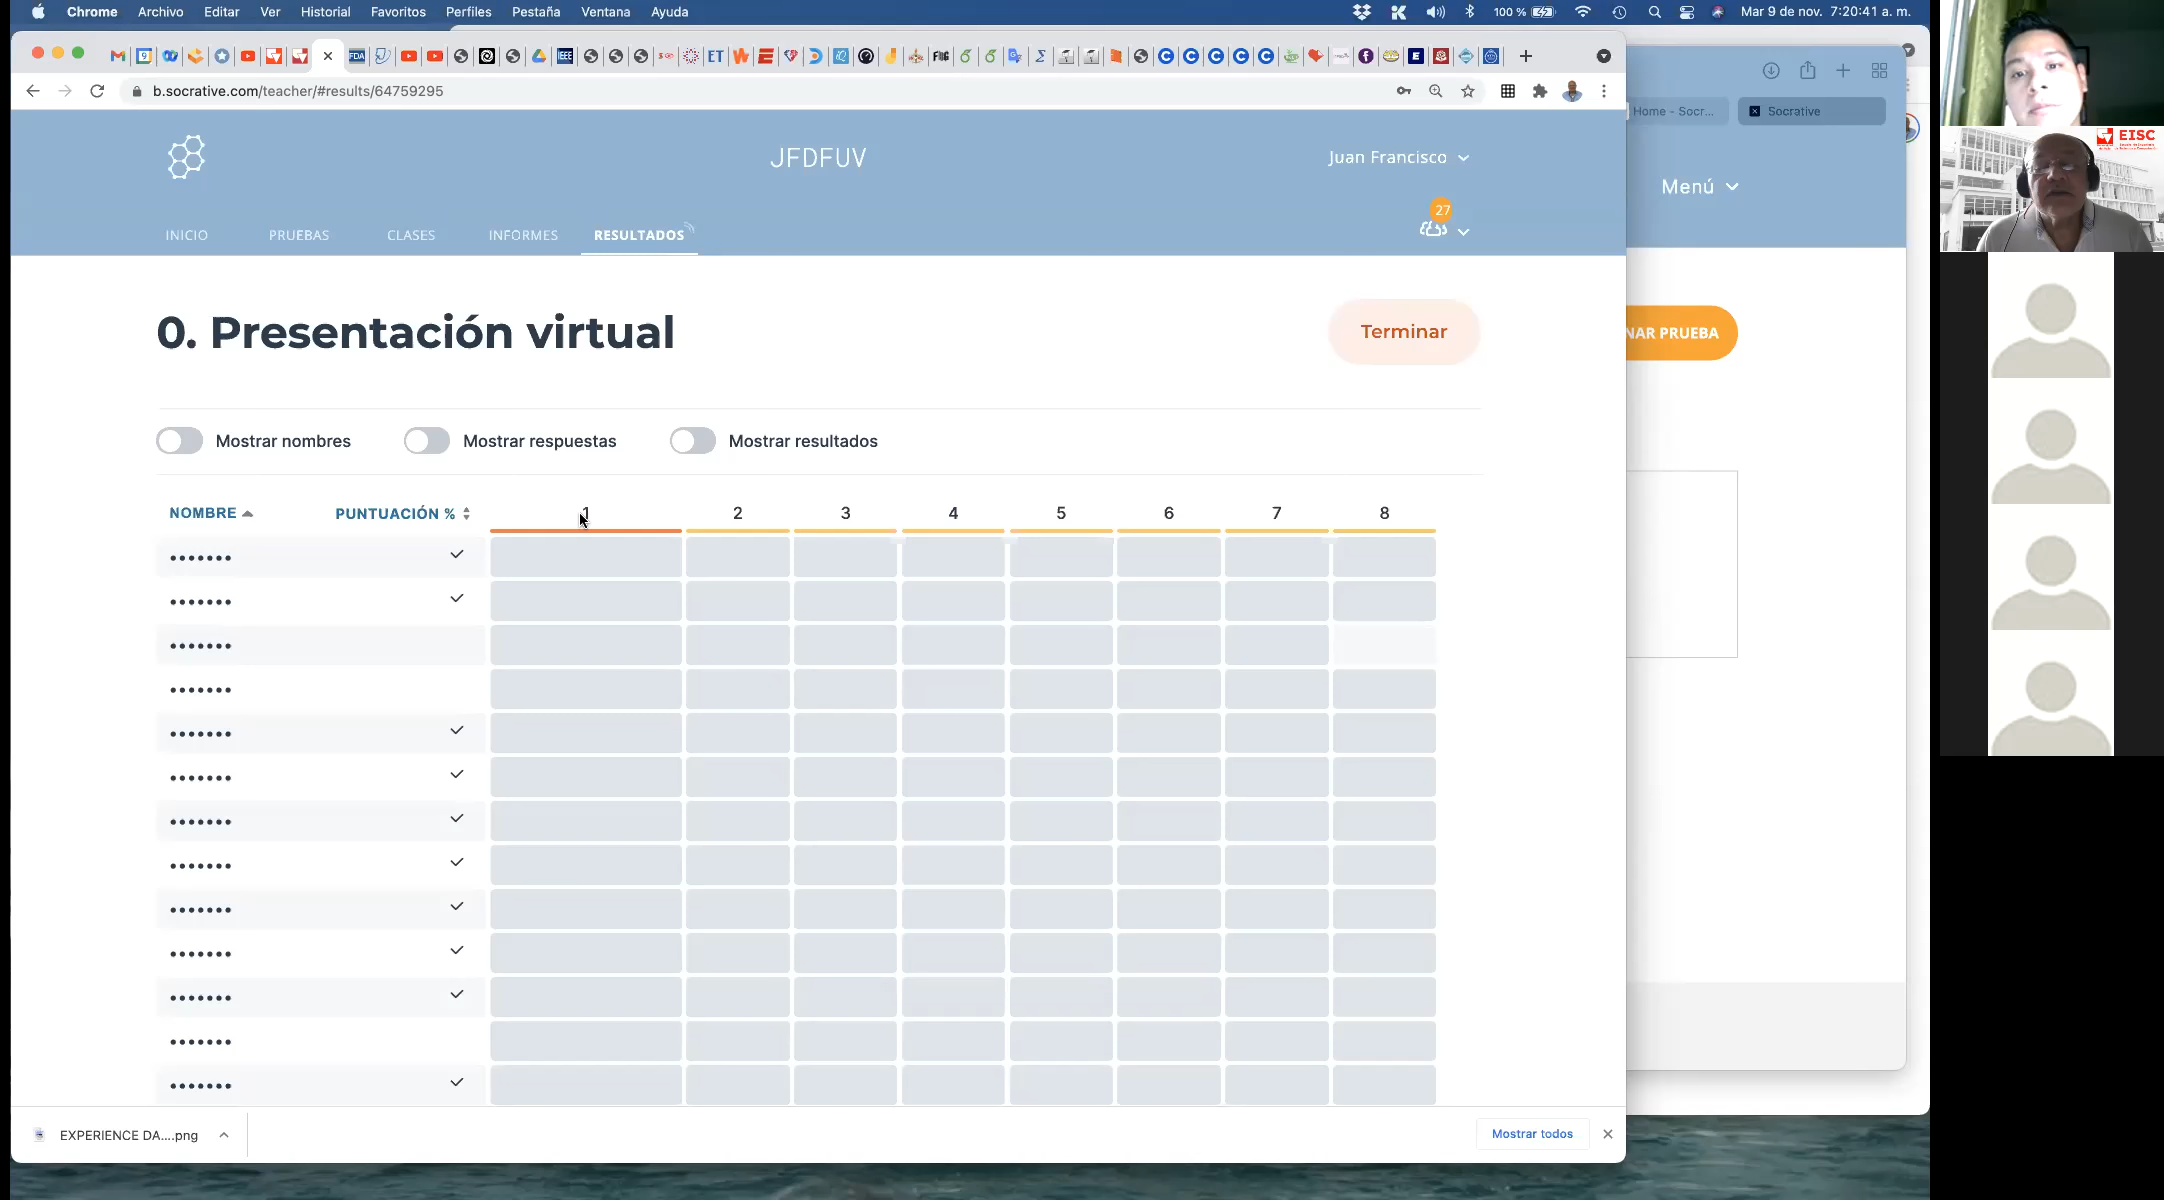 Chrome Archivo Editar Ver Historial Favoritos Perfiles Pestaña Ventana Ayuda
100 % Mar 9 de nov. 7:20:41 a. m.
b.socrative.com/teacher/#results/64759295
Home - Socr...
Socrative
EISC
JFDFUV
Juan Francisco
Menú
27
INICIO PRUEBAS CLASES INFORMES RESULTADOS
0. Presentación virtual
Terminar
NAR PRUEBA
Mostrar nombres Mostrar respuestas Mostrar resultados
NOMBRE PUNTUACIÓN % 1 2 3 4 5 6 7 8
EXPERIENCE DA....png
Mostrar todos